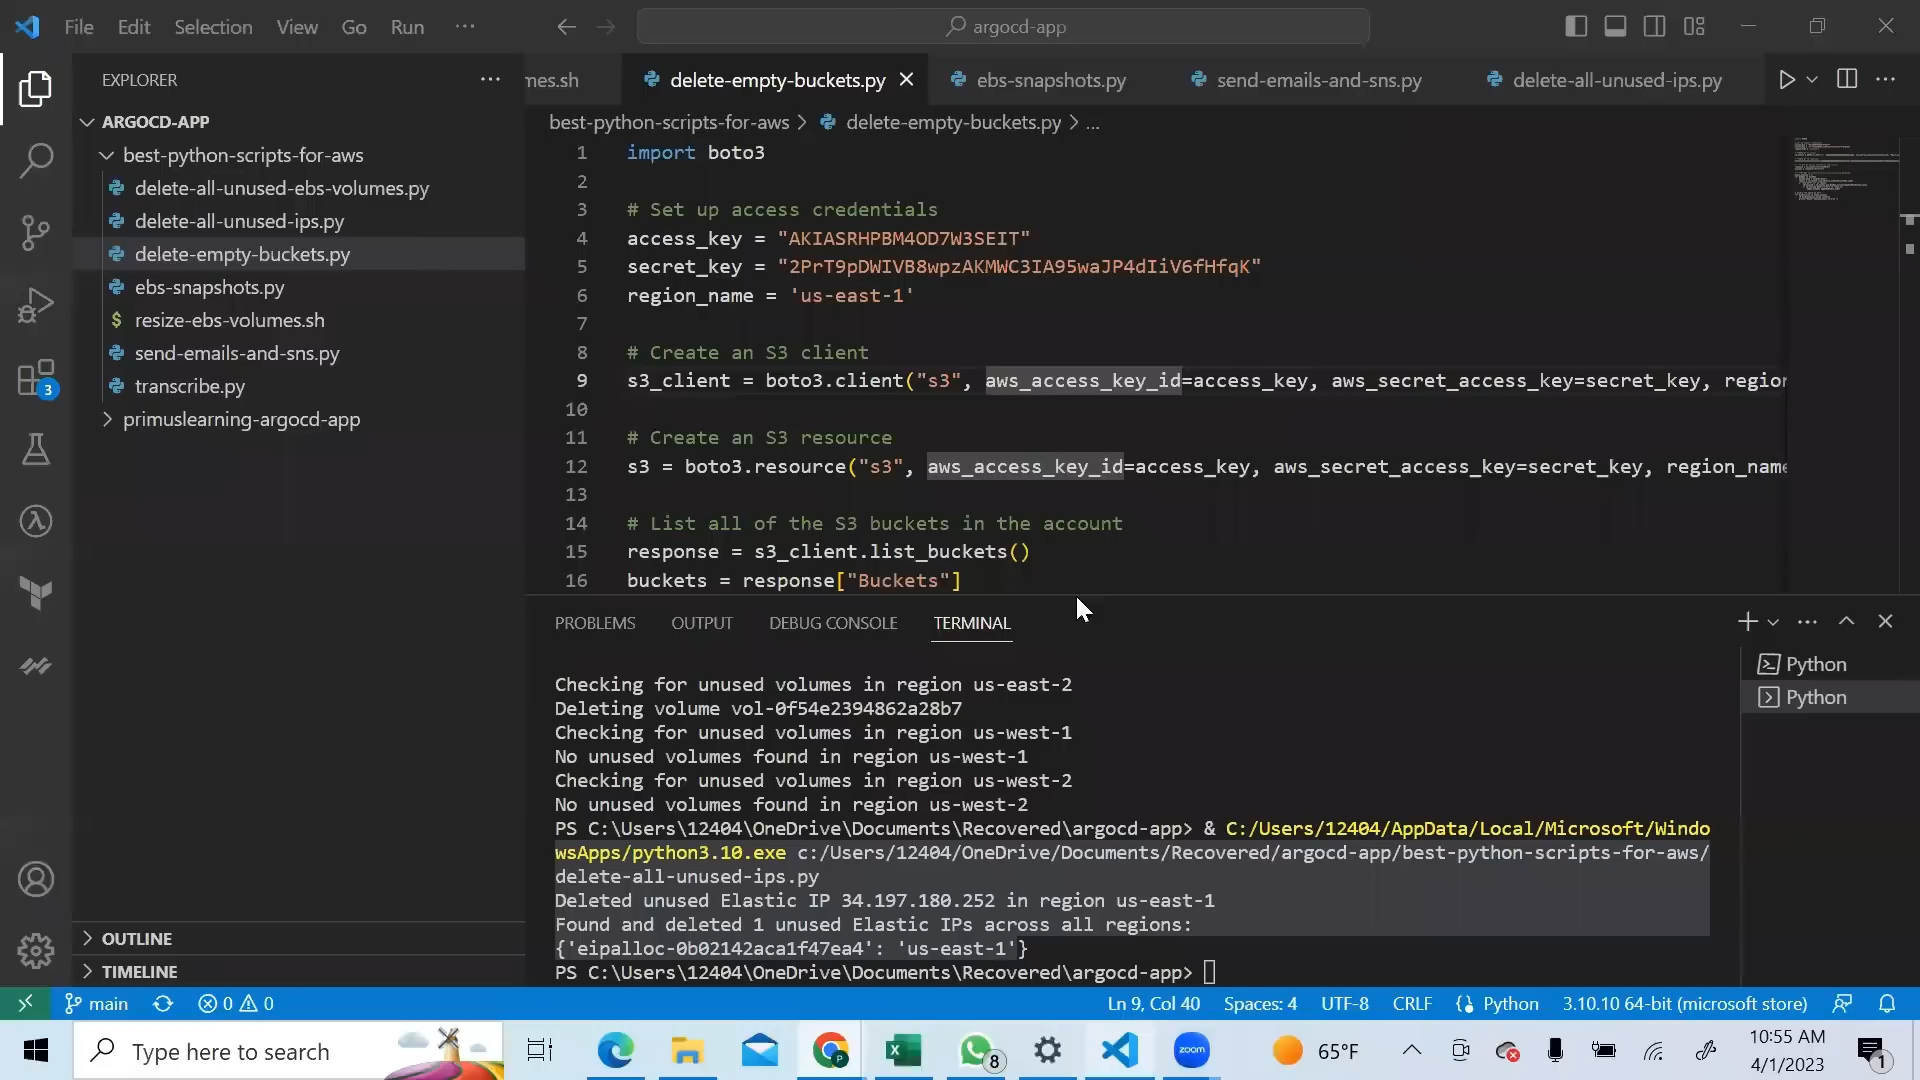 File Edit Selection View Go Run ···
argocd-app
EXPLORER
mes.sh
delete-empty-buckets.py
ebs-snapshots.py
send-emails-and-sns.py
delete-all-unused-ips.py
ARGOCD-APP
best-python-scripts-for-aws
delete-all-unused-ebs-volumes.py
delete-all-unused-ips.py
delete-empty-buckets.py
ebs-snapshots.py
$ resize-ebs-volumes.sh
send-emails-and-sns.py
transcribe.py
primuslearning-argocd-app
3
OUTLINE
TIMELINE
best-python-scripts-for-aws > delete-empty-buckets.py > ...
1 import boto3
2
3 # Set up access credentials
4 access_key = "AKIASRHPBM4OD7W3SEIT"
5 secret_key = "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"
6 region_name = 'us-east-1'
7
8 # Create an S3 client
9 s3_client = boto3.client("s3", aws_access_key_id=access_key, aws_secret_access_key=secret_key, region
10
11 # Create an S3 resource
12 s3 = boto3.resource("s3", aws_access_key_id=access_key, aws_secret_access_key=secret_key, region_name
13
14 # List all of the S3 buckets in the account
15 response = s3_client.list_buckets()
16 buckets = response["Buckets"]
PROBLEMS OUTPUT DEBUG CONSOLE TERMINAL
Python
Python
Checking for unused volumes in region us-east-2
Deleting volume vol-0f54e2394862a28b7
Checking for unused volumes in region us-west-1
No unused volumes found in region us-west-1
Checking for unused volumes in region us-west-2
No unused volumes found in region us-west-2
PS C:\Users\12404\OneDrive\Documents\Recovered\argocd-app> & C:/Users/12404/AppData/Local/Microsoft/Windo
wsApps/python3.10.exe c:/Users/12404/OneDrive/Documents/Recovered/argocd-app/best-python-scripts-for-aws/
delete-all-unused-ips.py
Deleted unused Elastic IP 34.197.180.252 in region us-east-1
Found and deleted 1 unused Elastic IPs across all regions:
{'eipalloc-0b02142aca1f47ea4': 'us-east-1'}
PS C:\Users\12404\OneDrive\Documents\Recovered\argocd-app>
main 0 0 Ln 9, Col 40 Spaces: 4 UTF-8 CRLF Python 3.10.10 64-bit (microsoft store)
Type here to search
8
zoom
65°F
10:55 AM
4/1/2023
1